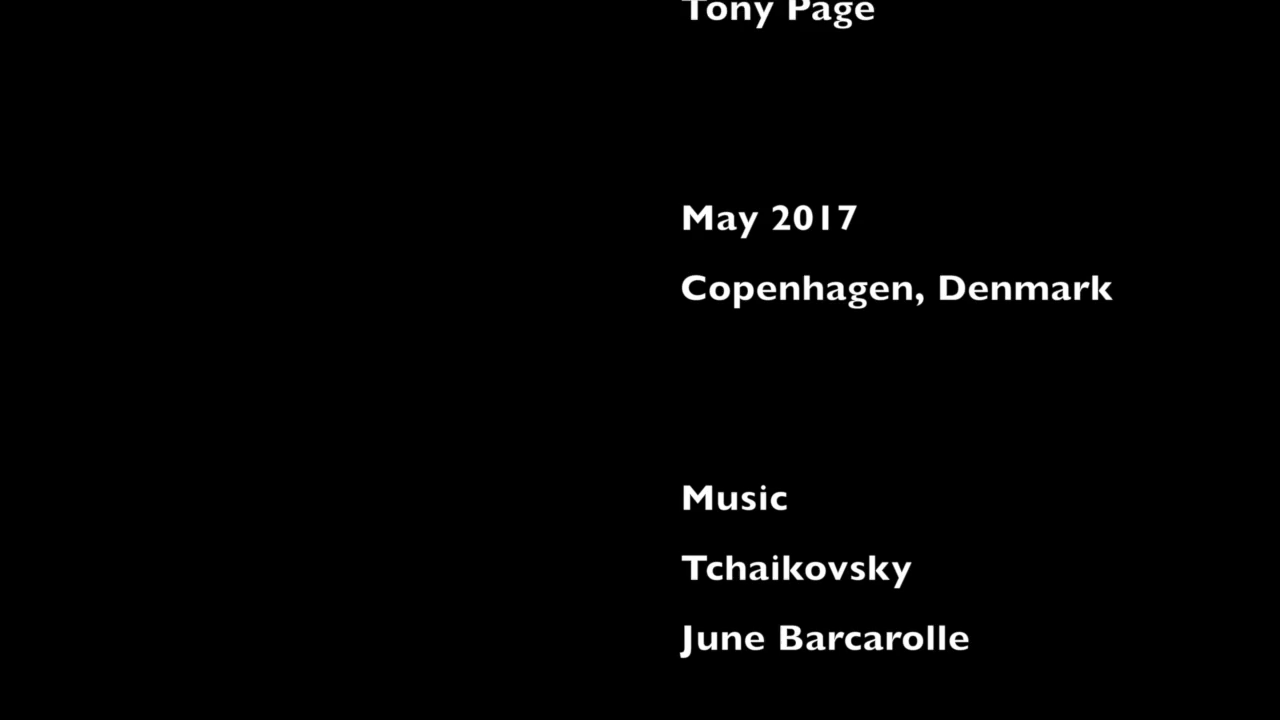 Tony Page
May 2017
Copenhagen, Denmark
Music
Tchaikovsky
June Barcarolle